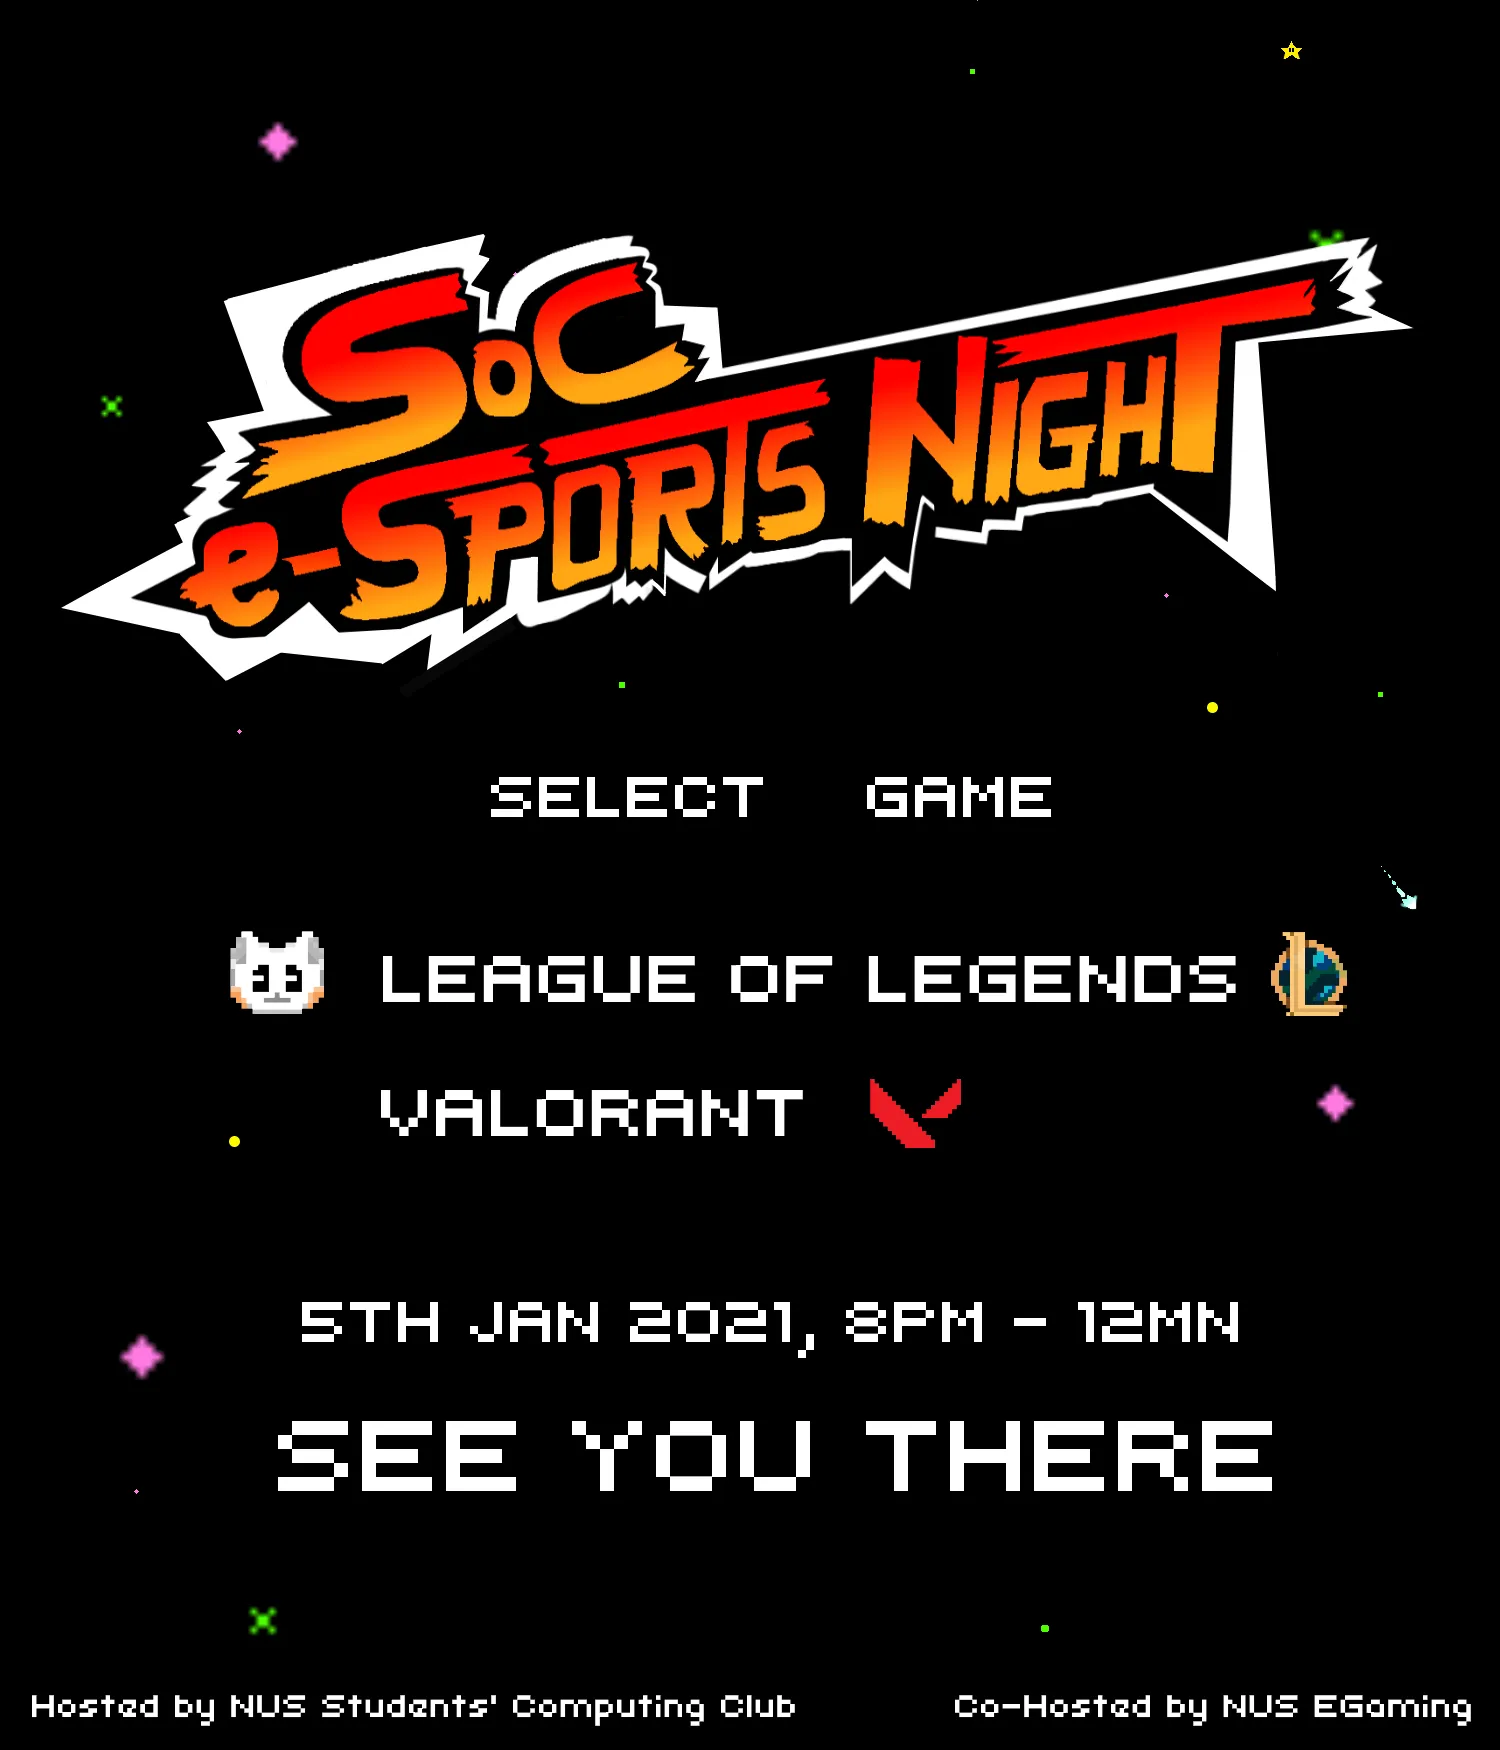 SoC
e-SPORTS NIGHT
SELECT GAME
LEAGUE OF LEGENDS
VALORANT
5TH JAN 2021, 8PM - 12MN
SEE YOU THERE
Hosted by NUS Students' Computing Club
Co-Hosted by NUS EGaming